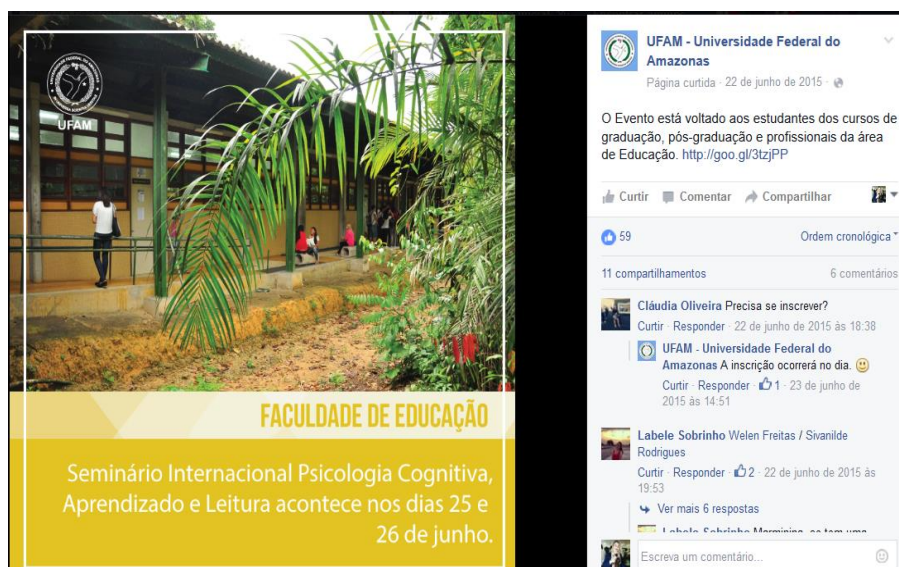 UFAM
FACULDADE DE EDUCAÇÃO
Seminário Internacional Psicologia Cognitiva,
Aprendizado e Leitura acontece nos dias 25 e
26 de junho.
UFAM - Universidade Federal do
Amazonas
Página curtida · 22 de junho de 2015 ·
O Evento está voltado aos estudantes dos cursos de
graduação, pós-graduação e profissionais da área
de Educação. http://goo.gl/3tzjPP
Curtir Comentar Compartilhar
59 Ordem cronológica
11 compartilhamentos 6 comentários
Cláudia Oliveira Precisa se inscrever?
Curtir · Responder · 22 de junho de 2015 às 18:38
UFAM - Universidade Federal do
Amazonas A inscrição ocorrerá no dia.
Curtir · Responder · 1 · 23 de junho de
2015 às 14:51
Labele Sobrinho Welen Freitas / Sivanilde
Rodrigues
Curtir · Responder · 2 · 22 de junho de 2015 às
19:53
Ver mais 6 respostas
Labele Sobrinho
Escreva um comentário...